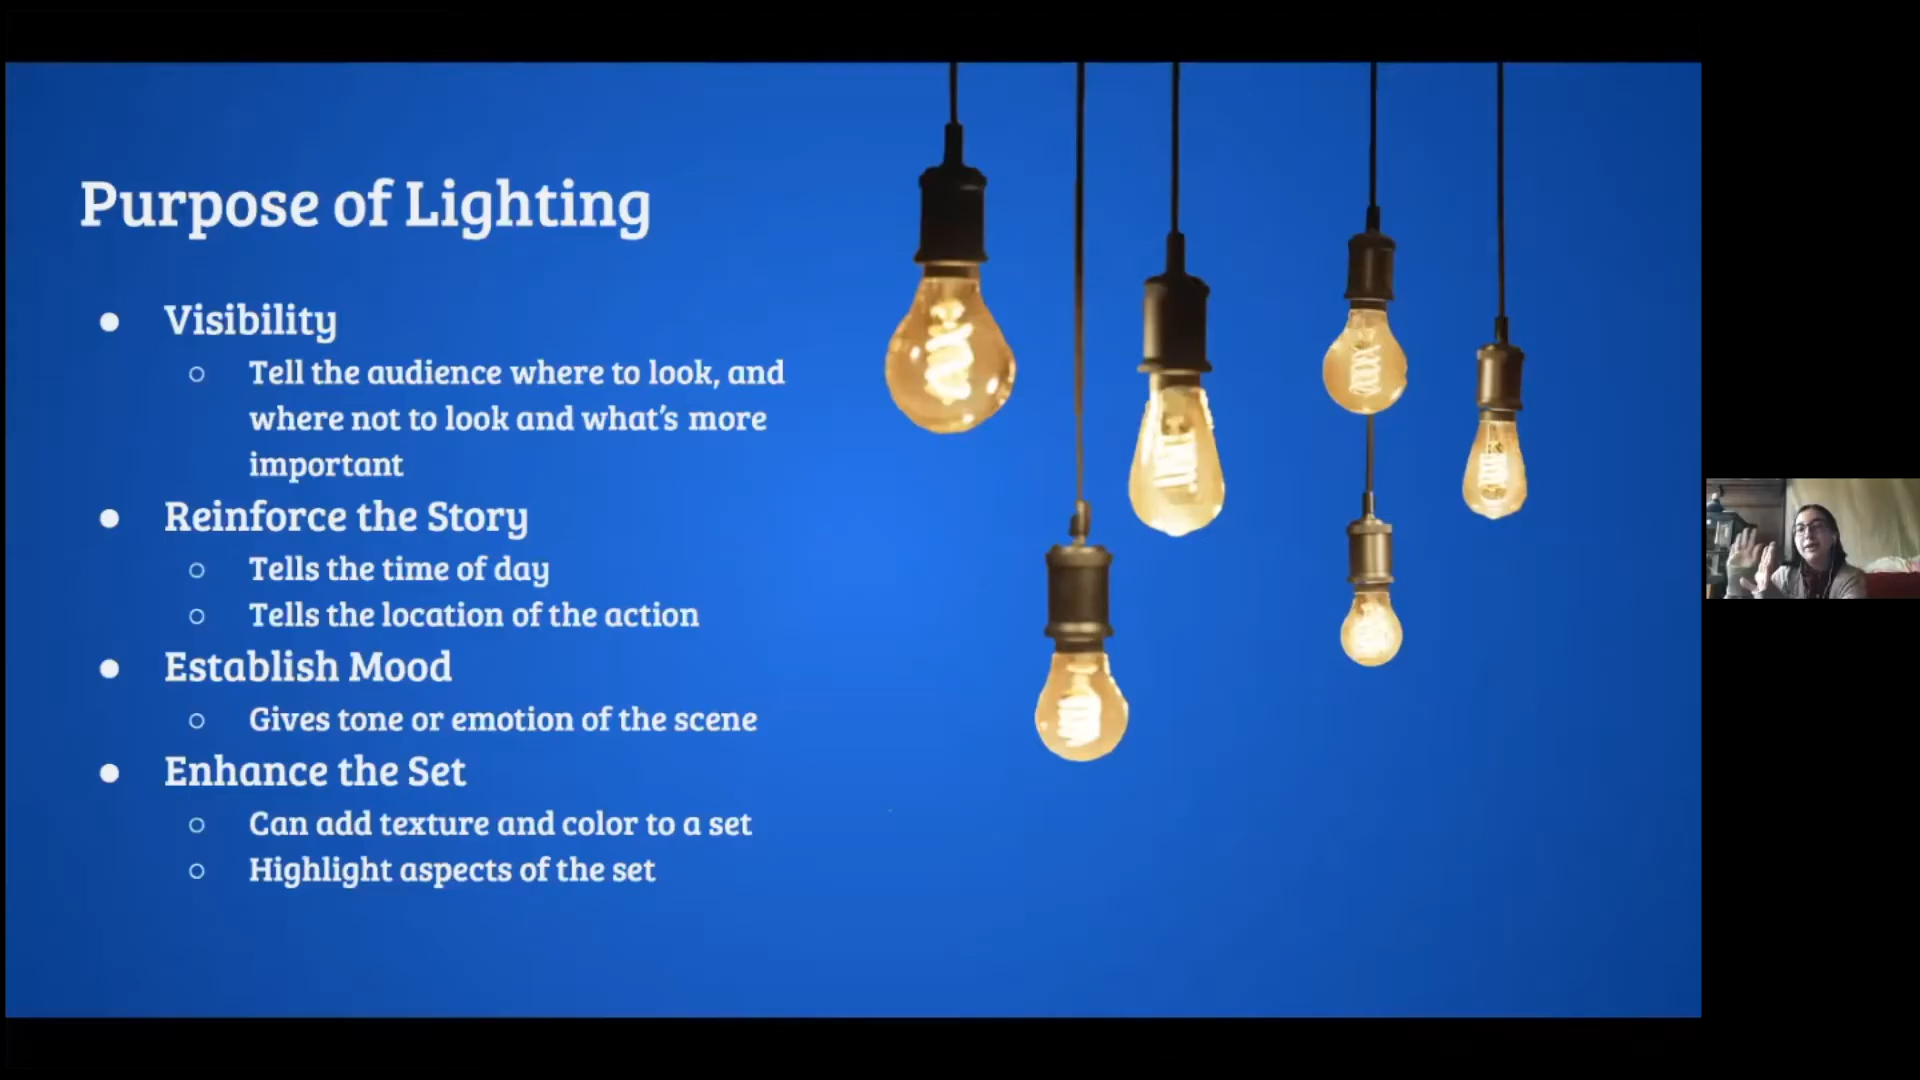 Purpose of Lighting
● Visibility
○ Tell the audience where to look, and
where not to look and what's more
important
● Reinforce the Story
○ Tells the time of day
○ Tells the location of the action
● Establish Mood
○ Gives tone or emotion of the scene
● Enhance the Set
○ Can add texture and color to a set
○ Highlight aspects of the set